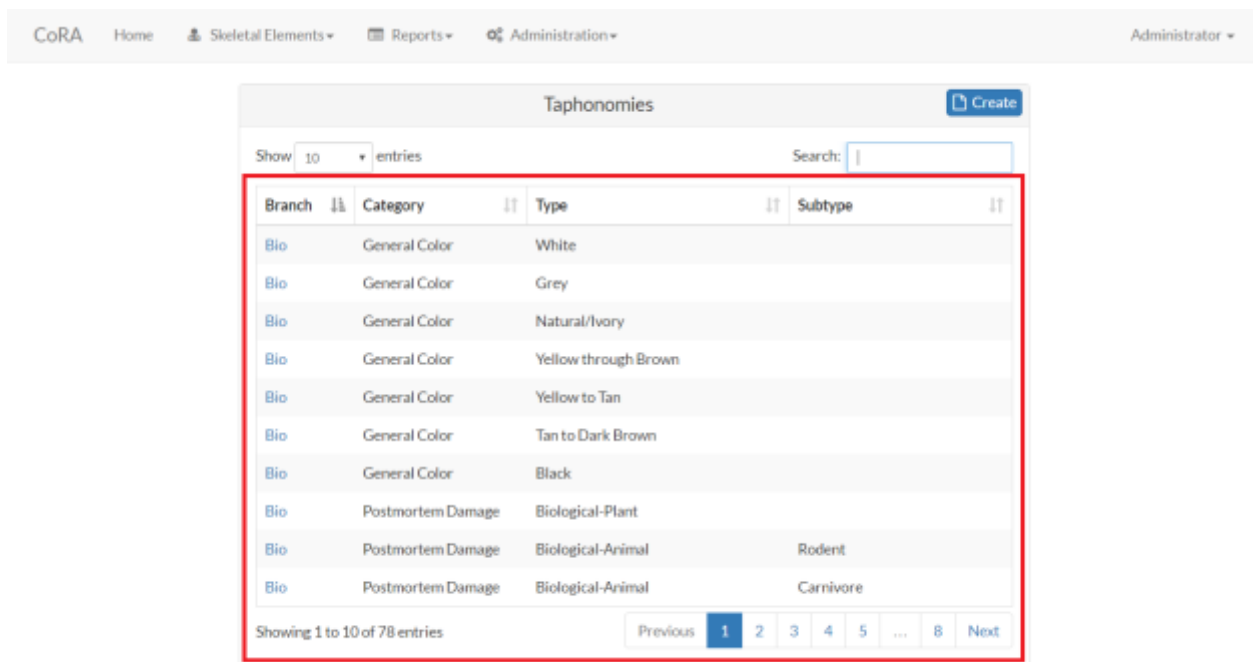 CoRA Home Skeletal Elements Reports Administration Administrator
Taphonomies Create
Show 10 entries Search:
Branch Category Type Subtype
Bio General Color White
Bio General Color Grey
Bio General Color Natural/Ivory
Bio General Color Yellow through Brown
Bio General Color Yellow to Tan
Bio General Color Tan to Dark Brown
Bio General Color Black
Bio Postmortem Damage Biological-Plant
Bio Postmortem Damage Biological-Animal Rodent
Bio Postmortem Damage Biological-Animal Carnivore
Showing 1 to 10 of 78 entries Previous 1 2 3 4 5 ... 8 Next